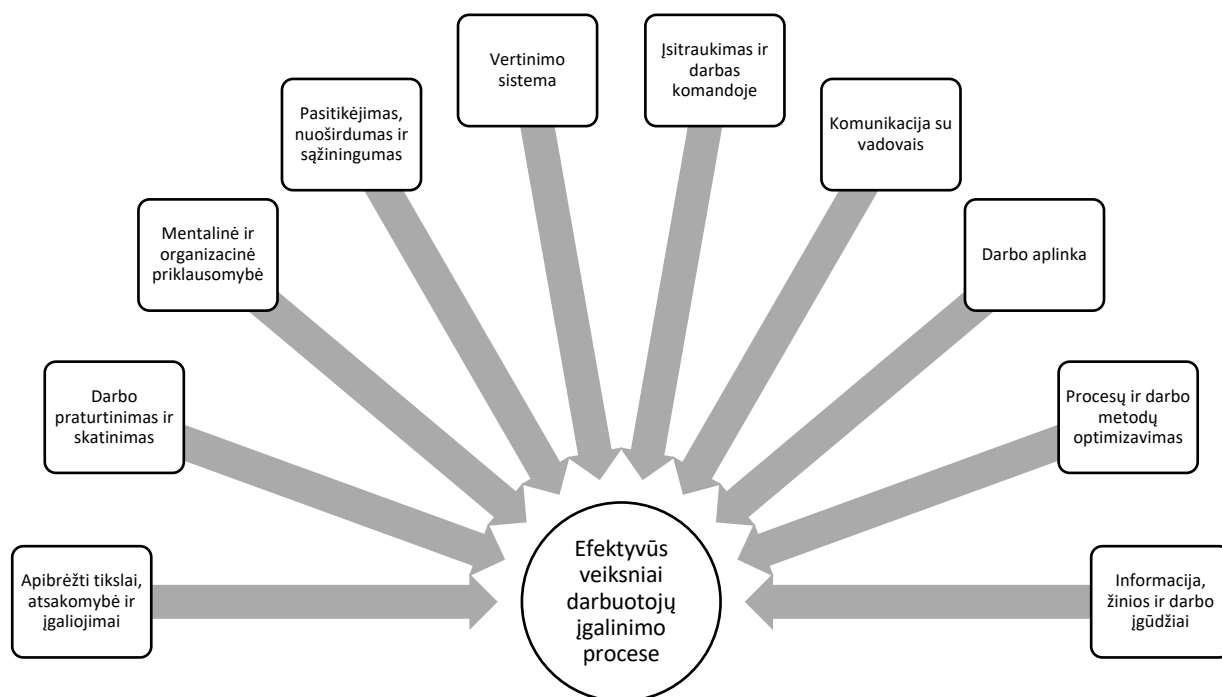 Vertinimo
sistema
Įsitraukimas ir
darbas
komandoje
Pasitikėjimas,
nuoširdumas ir
sąžiningumas
Komunikacija su
vadovais
Mentalinė ir
organizacinė
priklausomybė
Darbo aplinka
Darbo
praturtinimas ir
skatinimas
Procesų ir darbo
metodų
optimizavimas
Apibrėžti tikslai,
atsakomybė ir
įgaliojimai
Efektyvūs
veiksniai
darbuotojų
įgalinimo
procese
Informacija,
žinios ir darbo
įgūdžiai